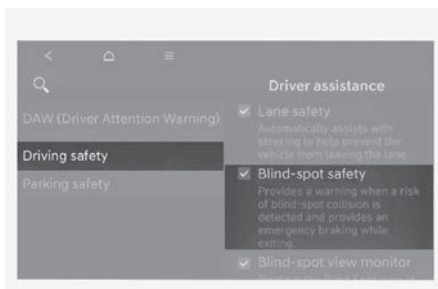 Driver assistance
DAW (Driver Attention Warning)
Driving safety
Parking safety
Lane safety
Automatically assists with
steering to help prevent the
vehicle from leaving the lane
Blind-spot safety
Provides a warning when a risk
of blind-spot collision is
detected and provides an
emergency braking while
exiting.
Blind-spot view monitor